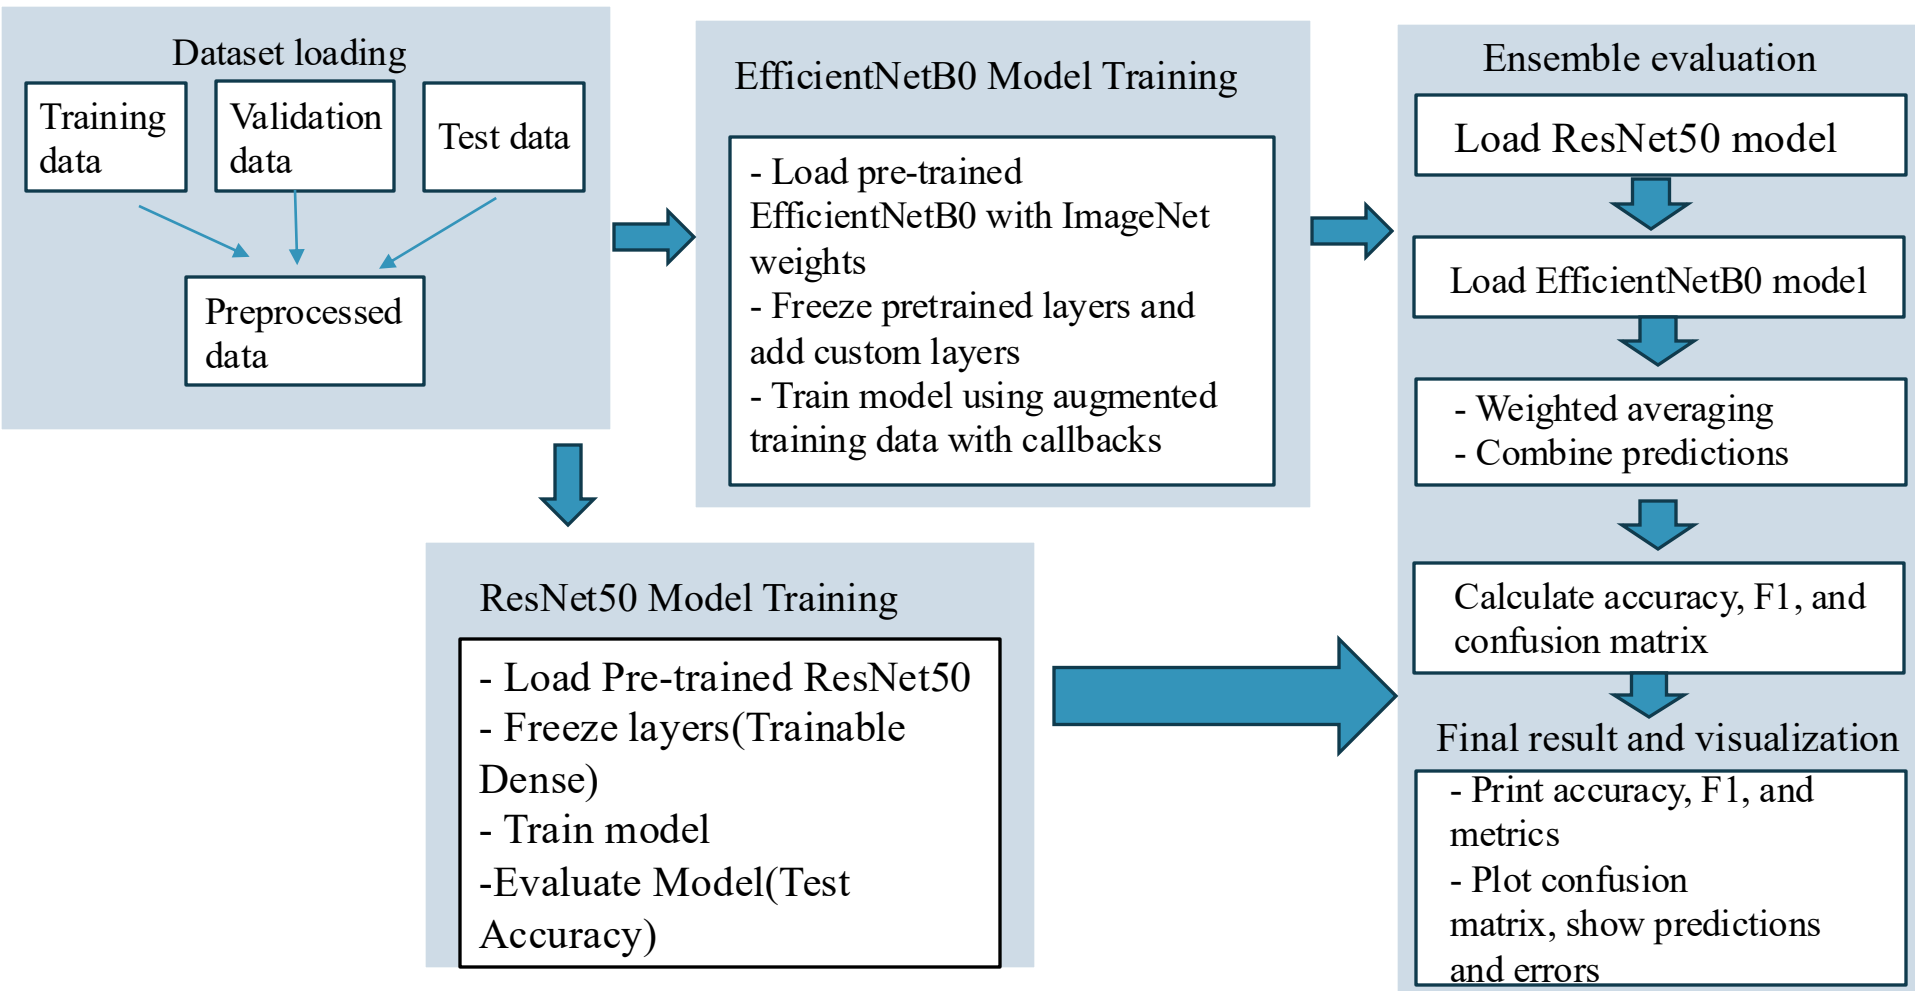 Dataset loading
Training
data
Validation
data
Test data
Preprocessed
data
EfficientNetB0 Model Training
- Load pre-trained
EfficientNetB0 with ImageNet
weights
- Freeze pretrained layers and
add custom layers
- Train model using augmented
training data with callbacks
ResNet50 Model Training
- Load Pre-trained ResNet50
- Freeze layers(Trainable
Dense)
- Train model
-Evaluate Model(Test
Accuracy)
Ensemble evaluation
Load ResNet50 model
Load EfficientNetB0 model
- Weighted averaging
- Combine predictions
Calculate accuracy, F1, and
confusion matrix
Final result and visualization
- Print accuracy, F1, and
metrics
- Plot confusion
matrix, show predictions
and errors